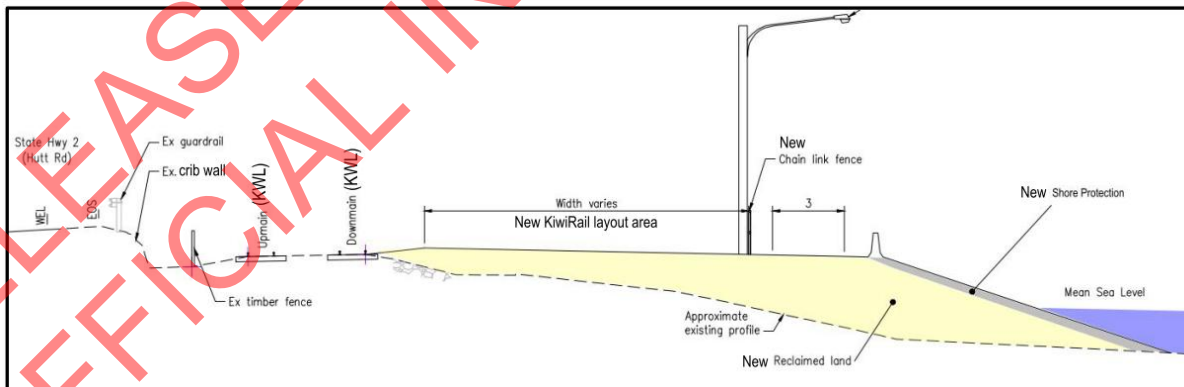 State Hwy 2
(Hutt Rd)
WEL
EOS
Ex guardrail
Ex. crib wall
Ex timber fence
Upmain (KWL)
Downmain (KWL)
Width varies
New KiwiRail layout area
New
Chain link fence
3
New Shore Protection
Mean Sea Level
Approximate
existing profile
New Reclaimed land